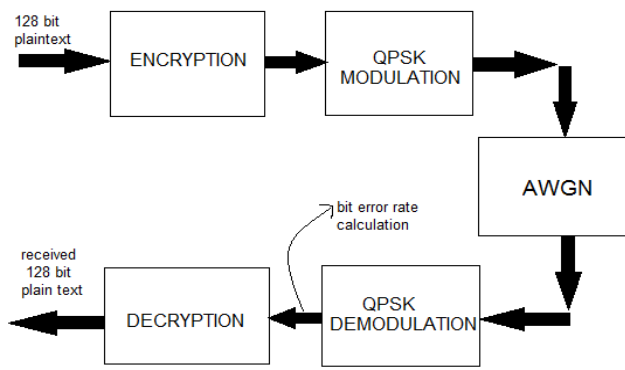 128 bit
plaintext
ENCRYPTION
QPSK
MODULATION
AWGN
bit error rate
calculation
received
128 bit
plain text
DECRYPTION
QPSK
DEMODULATION